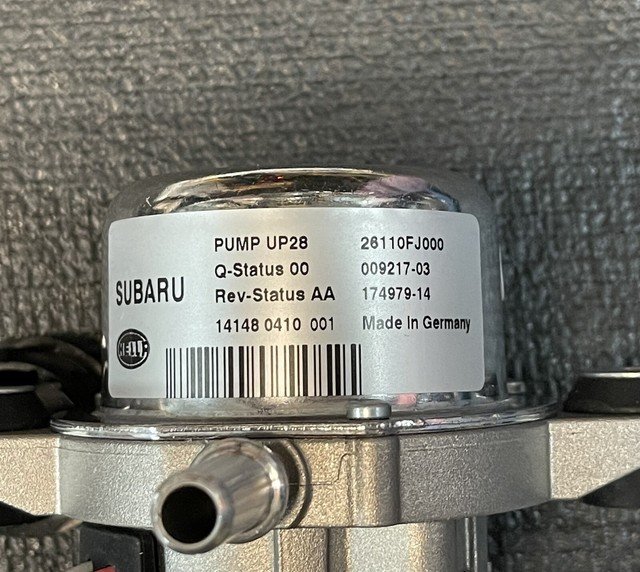 PUMP UP28 26110FJ000
Q-Status 00 009217-03
SUBARU
Rev-Status AA 174979-14
14148 0410 001 Made In Germany
HELLA